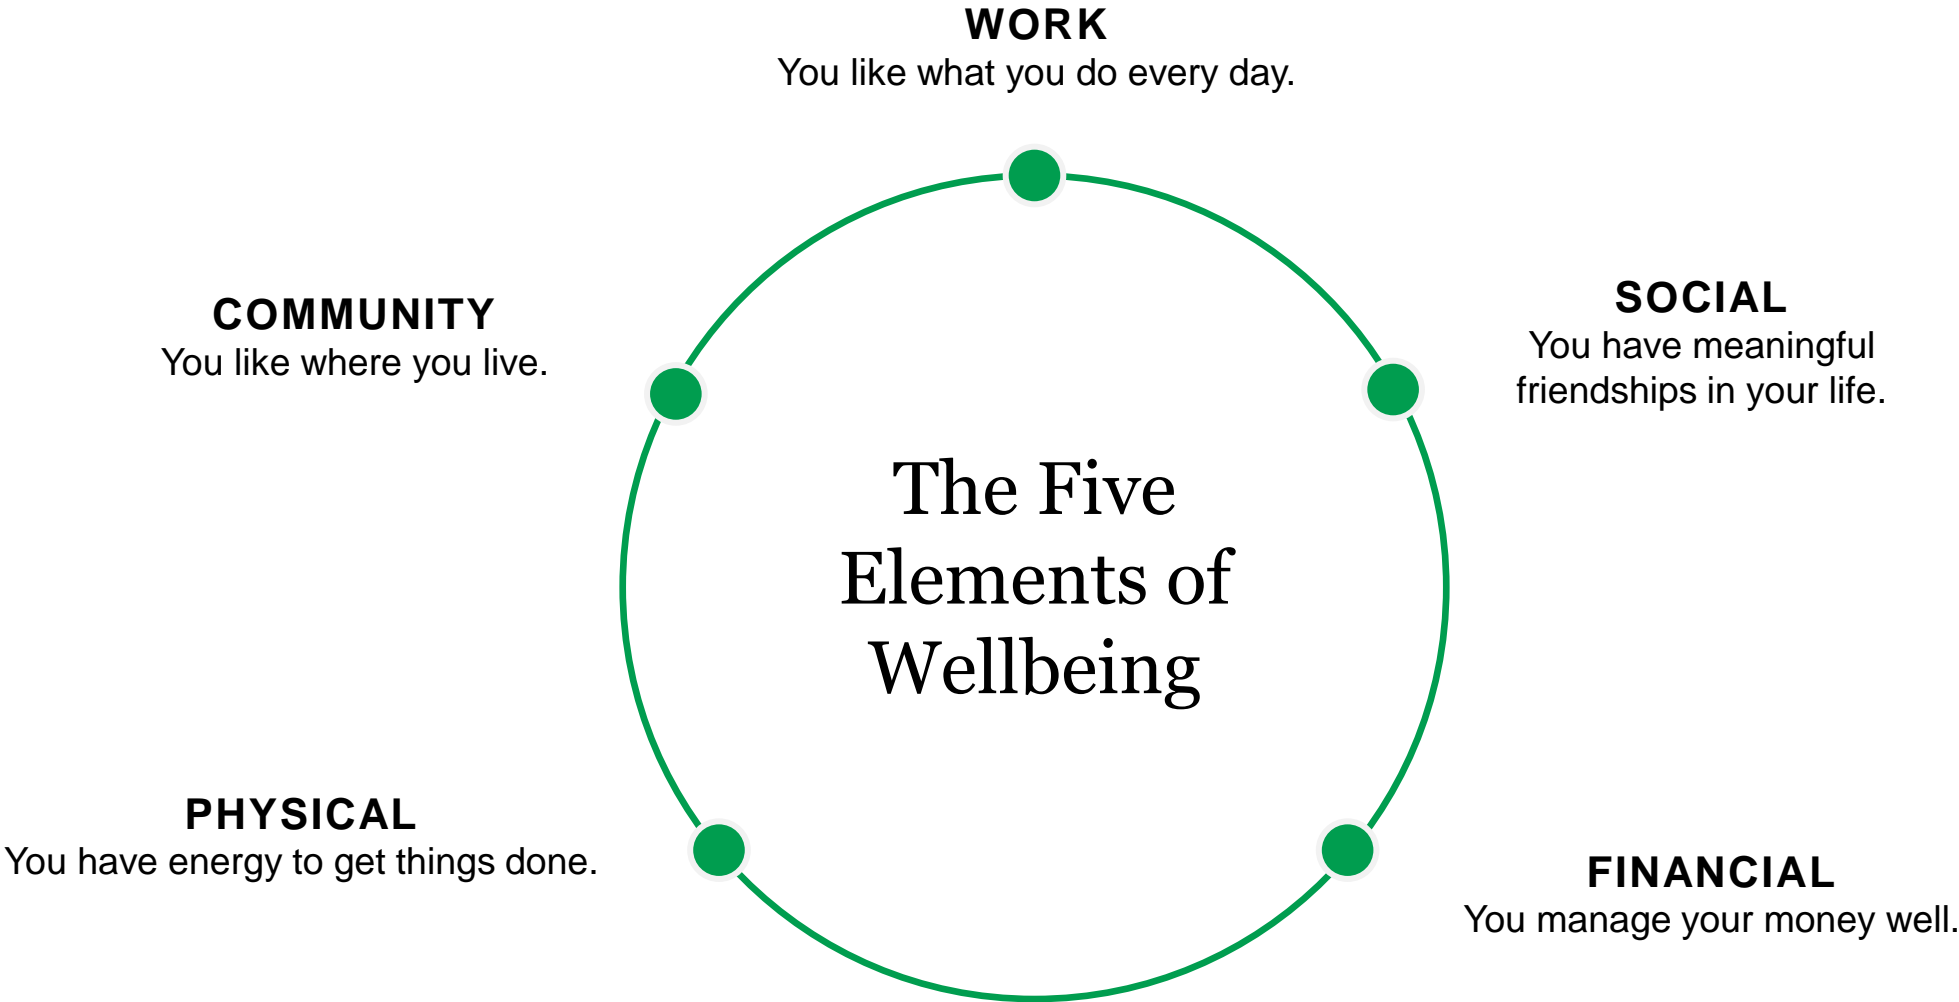 WORK
You like what you do every day.
COMMUNITY
You like where you live.
SOCIAL
You have meaningful
friendships in your life.
The Five
Elements of
Wellbeing
PHYSICAL
You have energy to get things done.
FINANCIAL
You manage your money well.